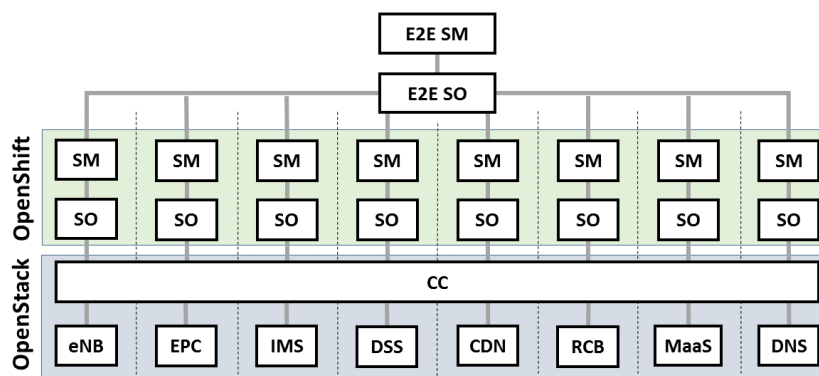 E2E SM
E2E SO
OpenShift
SM SM SM SM SM SM SM SM
SO SO SO SO SO SO SO SO
OpenStack
CC
eNB EPC IMS DSS CDN RCB MaaS DNS